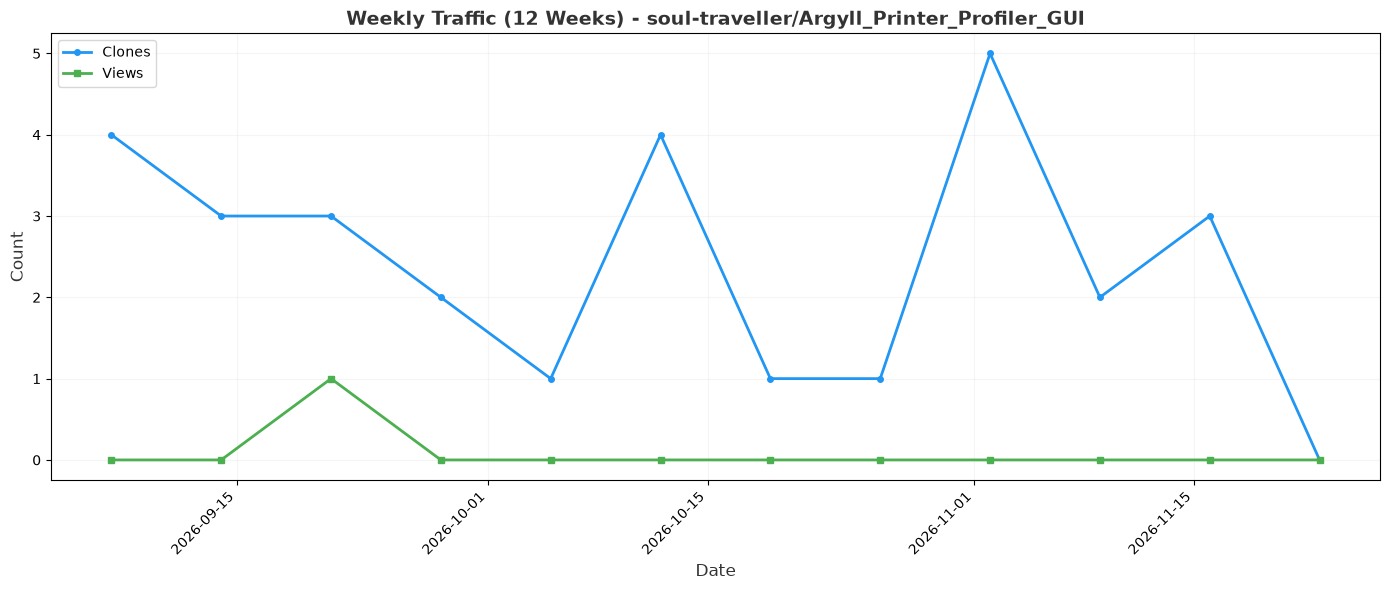 Weekly Traffic (12 Weeks) - soul-traveller/Argyll_Printer_Profiler_GUI
Clones
Views
Count
5
4
3
2
1
0
2026-09-15
2026-10-01
2026-10-15
2026-11-01
2026-11-15
Date